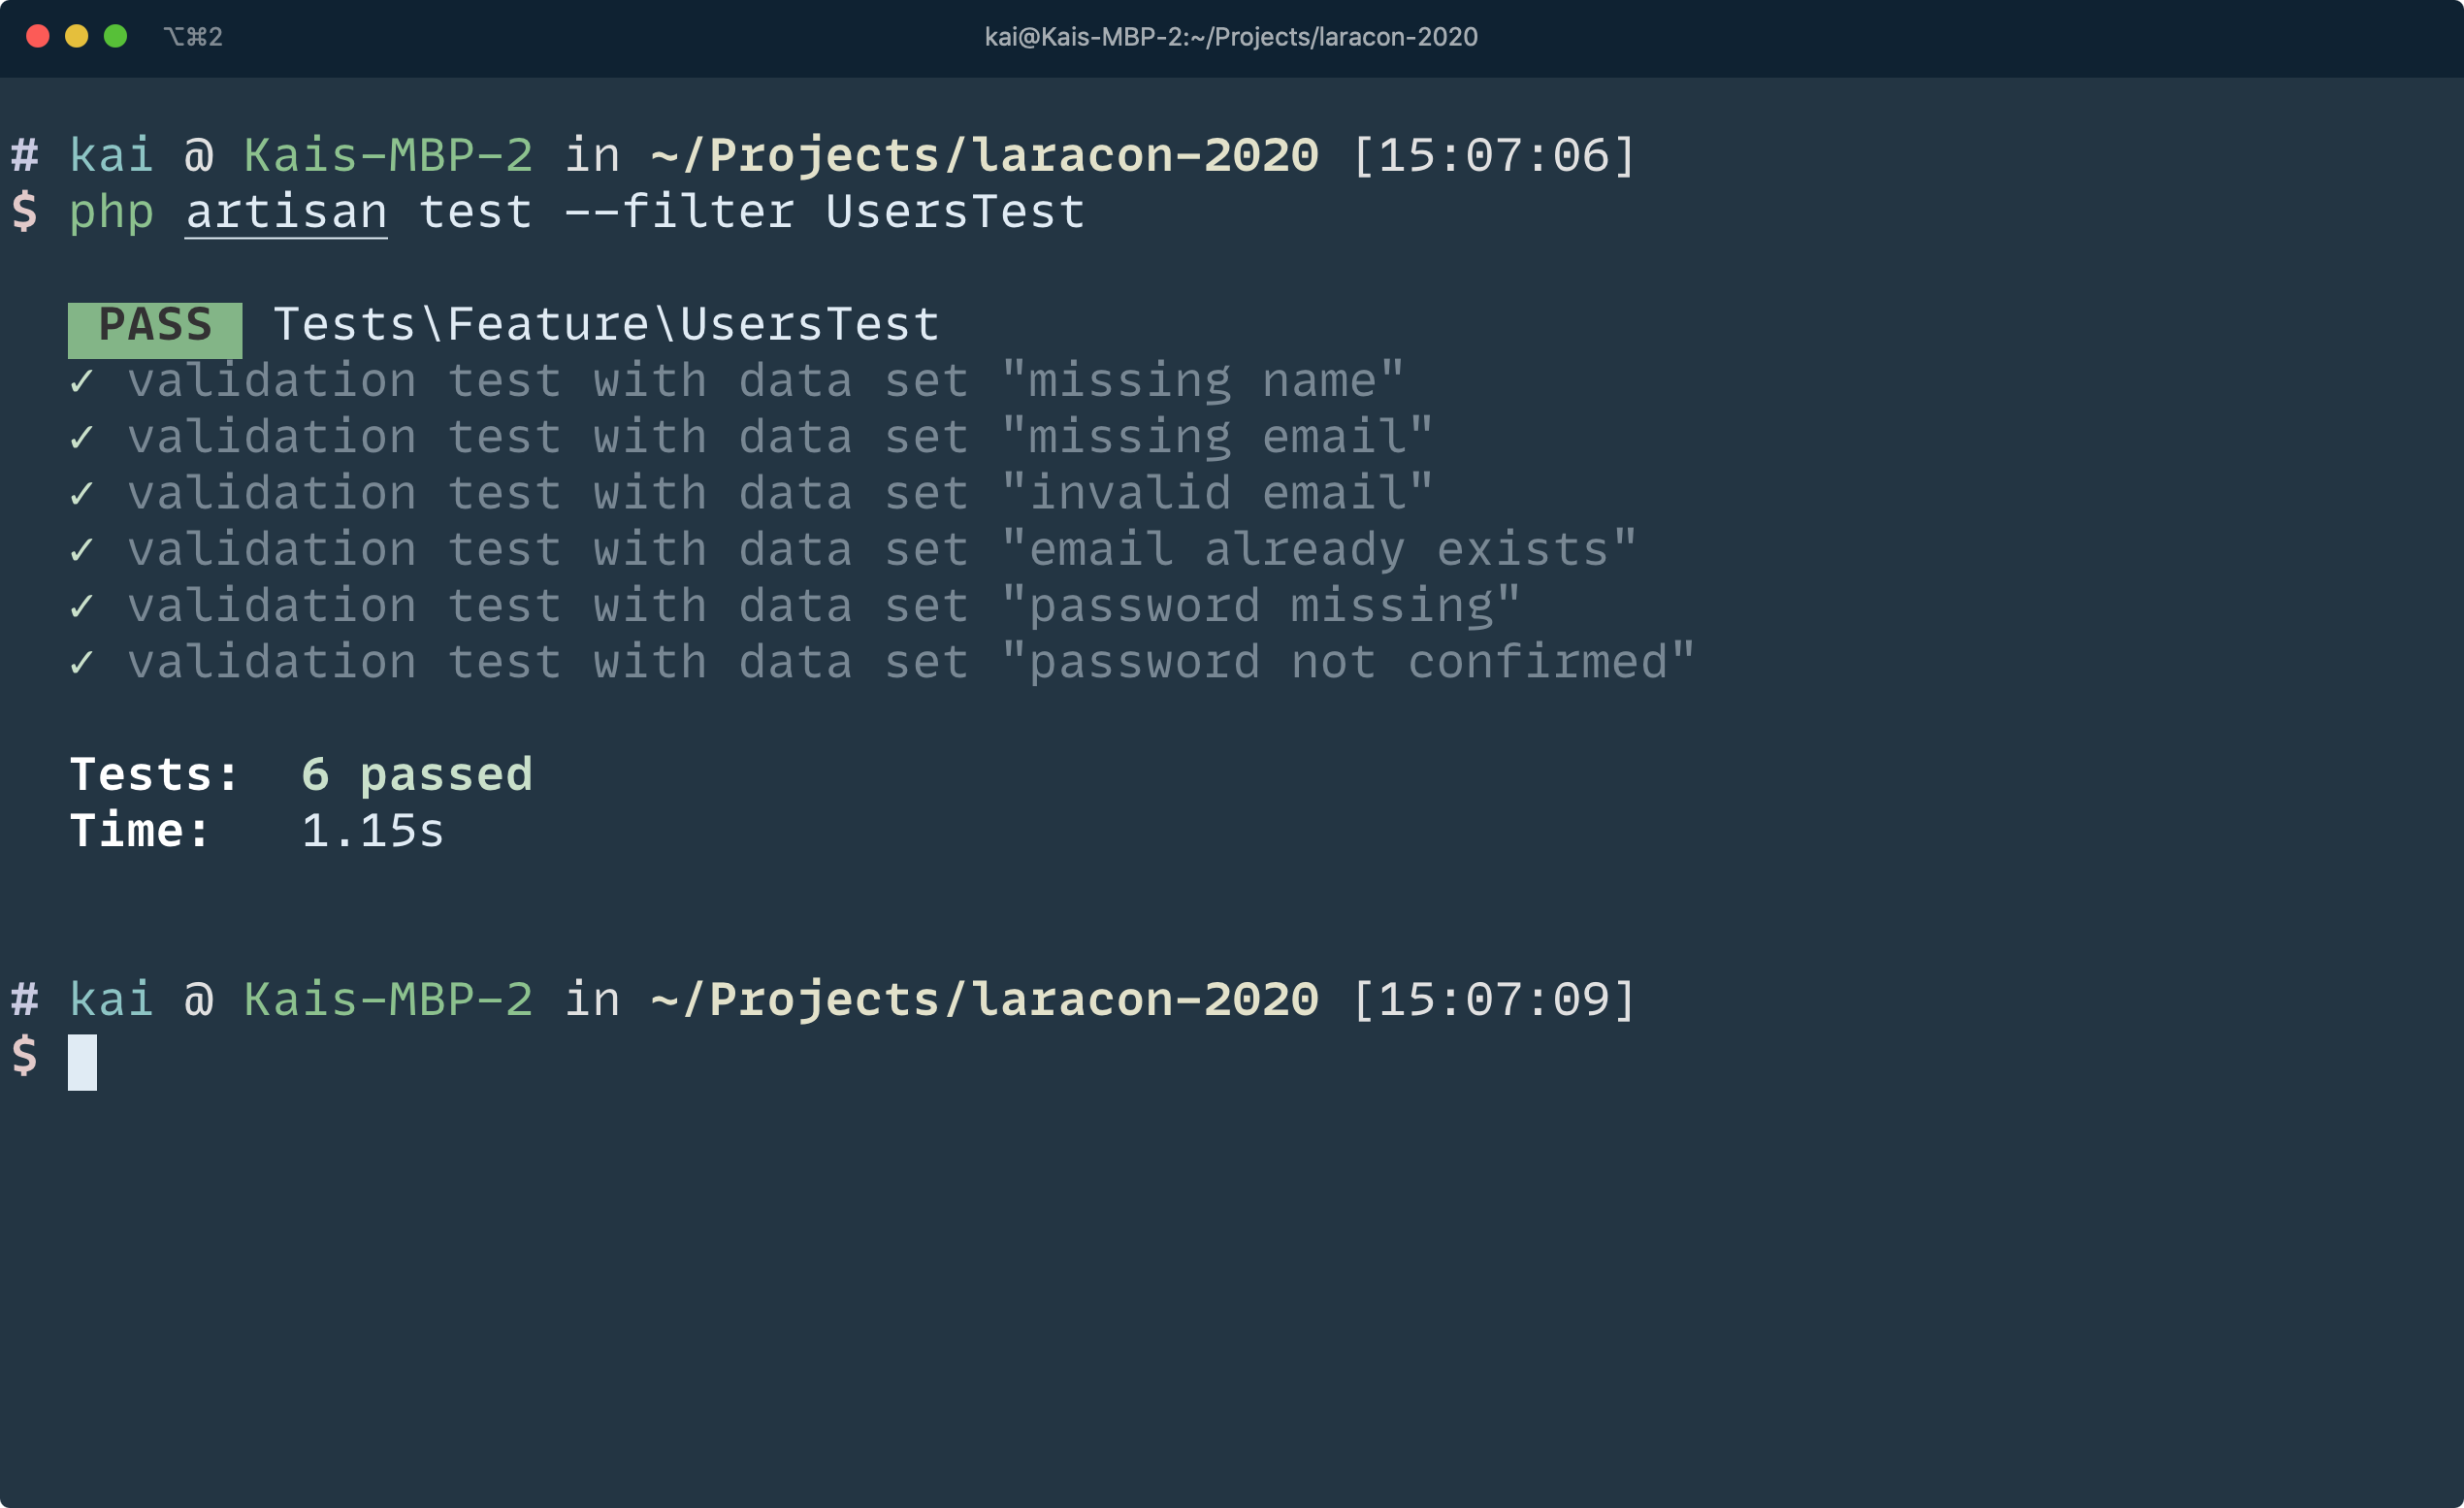 ⌥⌘2 kai@Kais-MBP-2:~/Projects/laracon-2020
# kai @ Kais-MBP-2 in ~/Projects/laracon-2020 [15:07:06]
$ php artisan test --filter UsersTest
PASS Tests\Feature\UsersTest
✓ validation test with data set "missing name"
✓ validation test with data set "missing email"
✓ validation test with data set "invalid email"
✓ validation test with data set "email already exists"
✓ validation test with data set "password missing"
✓ validation test with data set "password not confirmed"
Tests: 6 passed
Time: 1.15s
# kai @ Kais-MBP-2 in ~/Projects/laracon-2020 [15:07:09]
$